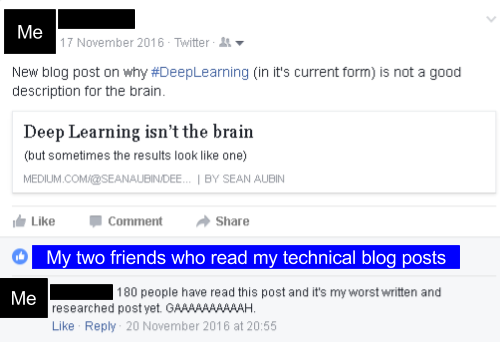 Me
17 November 2016 · Twitter ·
New blog post on why #DeepLearning (in it's current form) is not a good
description for the brain.
Deep Learning isn't the brain
(but sometimes the results look like one)
MEDIUM.COM/@SEANAUBIN/DEE... | BY SEAN AUBIN
Like Comment Share
My two friends who read my technical blog posts
Me
180 people have read this post and it's my worst written and
researched post yet. GAAAAAAAAAAH.
Like · Reply · 20 November 2016 at 20:55